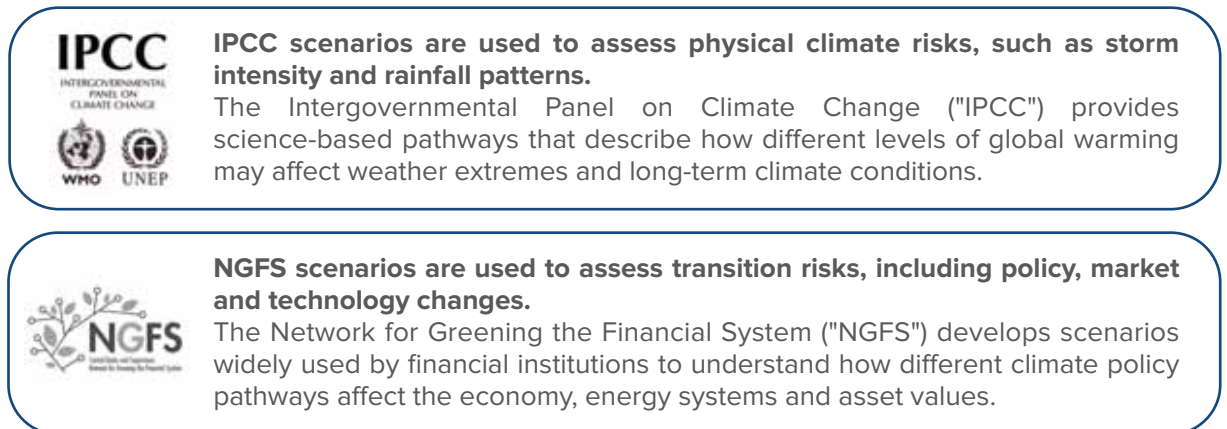 IPCC
INTERGOVERNMENTAL
PANEL ON
CLIMATE CHANGE
WMO UNEP
IPCC scenarios are used to assess physical climate risks, such as storm
intensity and rainfall patterns.
The Intergovernmental Panel on Climate Change ("IPCC") provides
science-based pathways that describe how different levels of global warming
may affect weather extremes and long-term climate conditions.
NGFS
NGFS scenarios are used to assess transition risks, including policy, market
and technology changes.
The Network for Greening the Financial System ("NGFS") develops scenarios
widely used by financial institutions to understand how different climate policy
pathways affect the economy, energy systems and asset values.